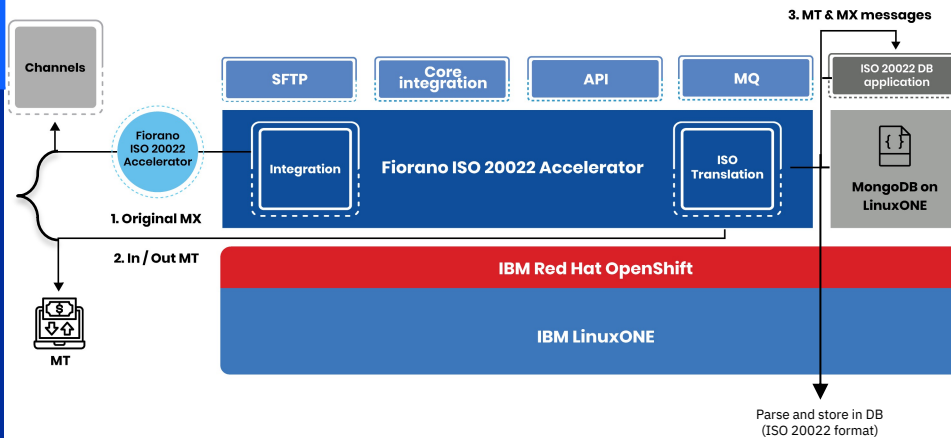 3. MT & MX messages
Channels
SFTP
Core
integration
API
MQ
ISO 20022 DB
application
Fiorano
ISO 20022
Accelerator
Integration
Fiorano ISO 20022 Accelerator
ISO
Translation
{ }
MongoDB on
LinuxONE
1. Original MX
2. In / Out MT
IBM Red Hat OpenShift
$
MT
IBM LinuxONE
Parse and store in DB
(ISO 20022 format)